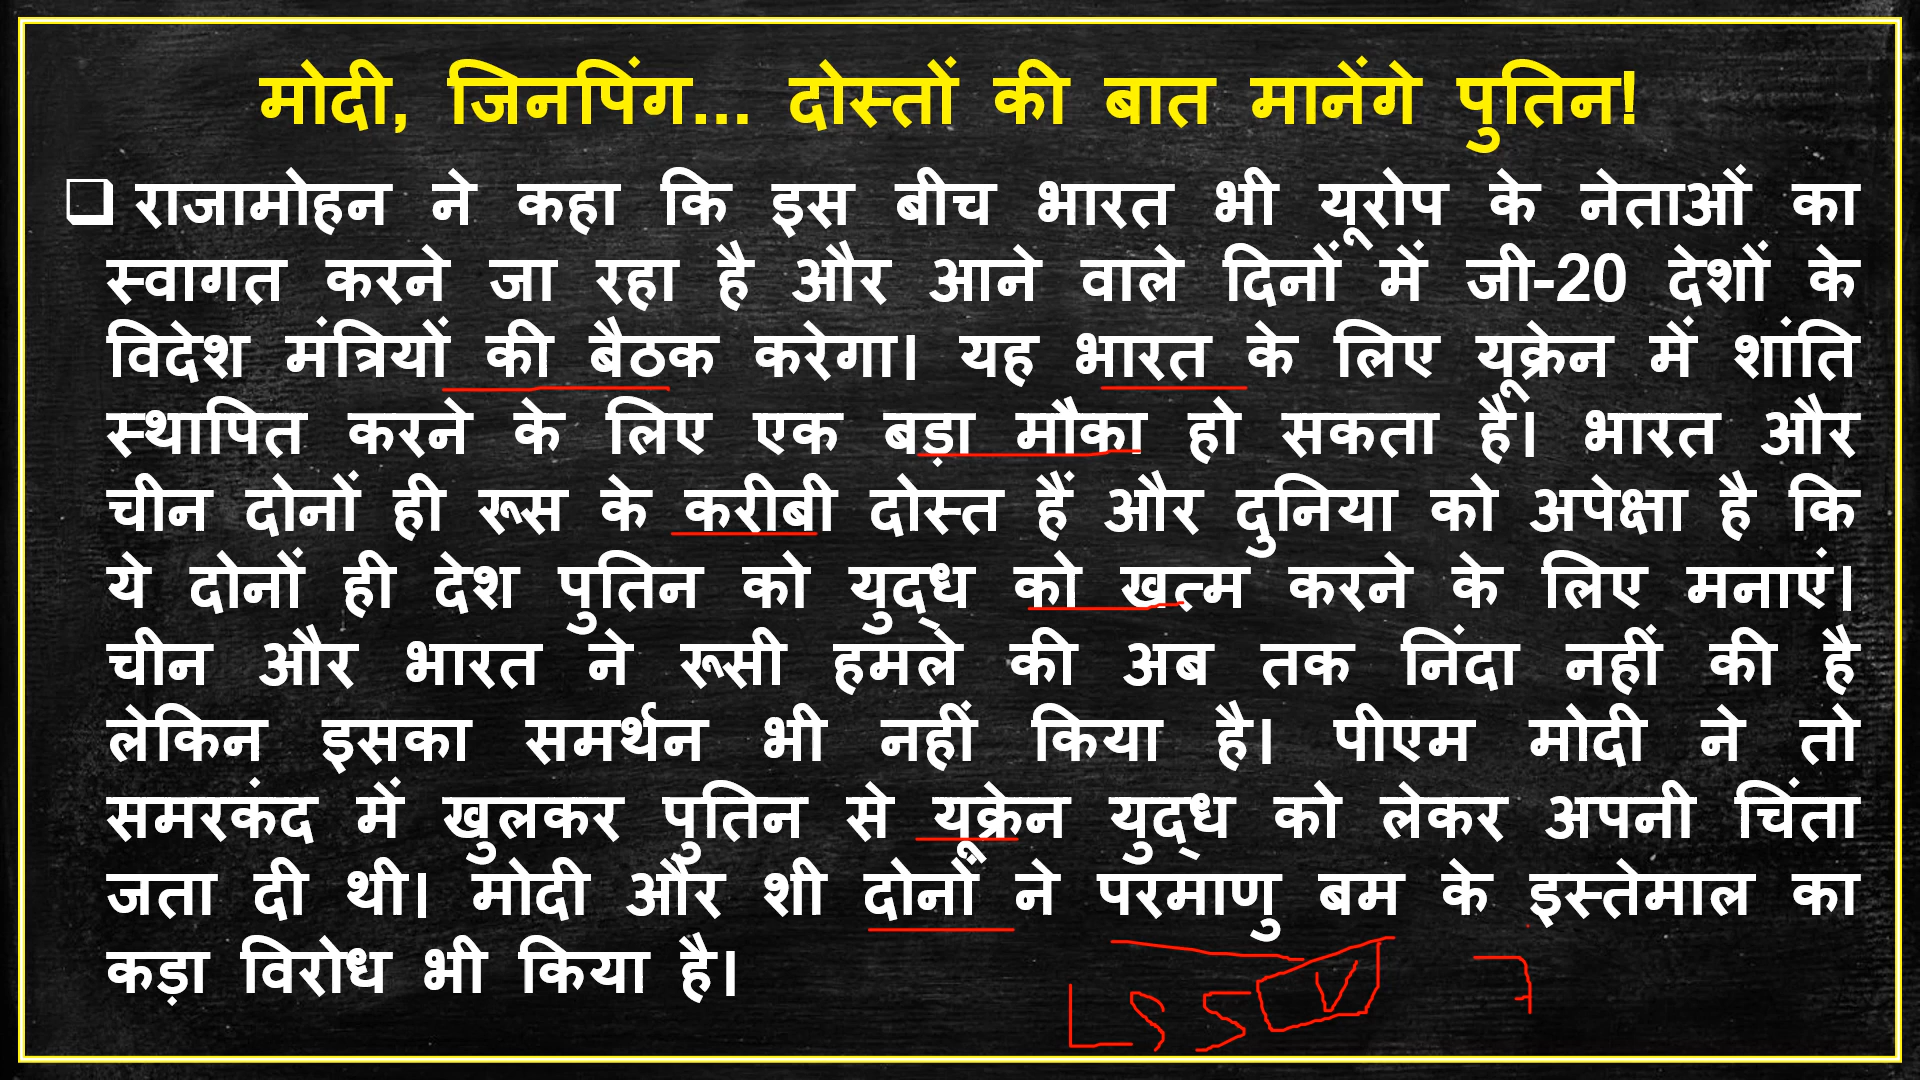 मोदी, जिनपिंग... दोस्तों की बात मानेंगे पुतिन!
❑ राजामोहन ने कहा कि इस बीच भारत भी यूरोप के नेताओं का
स्वागत करने जा रहा है और आने वाले दिनों में जी-20 देशों के
विदेश मंत्रियों की बैठक करेगा। यह भारत के लिए यूक्रेन में शांति
स्थापित करने के लिए एक बड़ा मौका हो सकता है। भारत और
चीन दोनों ही रूस के करीबी दोस्त हैं और दुनिया को अपेक्षा है कि
ये दोनों ही देश पुतिन को युद्ध को खत्म करने के लिए मनाएं।
चीन और भारत ने रूसी हमले की अब तक निंदा नहीं की है
लेकिन इसका समर्थन भी नहीं किया है। पीएम मोदी ने तो
समरकंद में खुलकर पुतिन से यूक्रेन युद्ध को लेकर अपनी चिंता
जता दी थी। मोदी और शी दोनों ने परमाणु बम के इस्तेमाल का
कड़ा विरोध भी किया है।